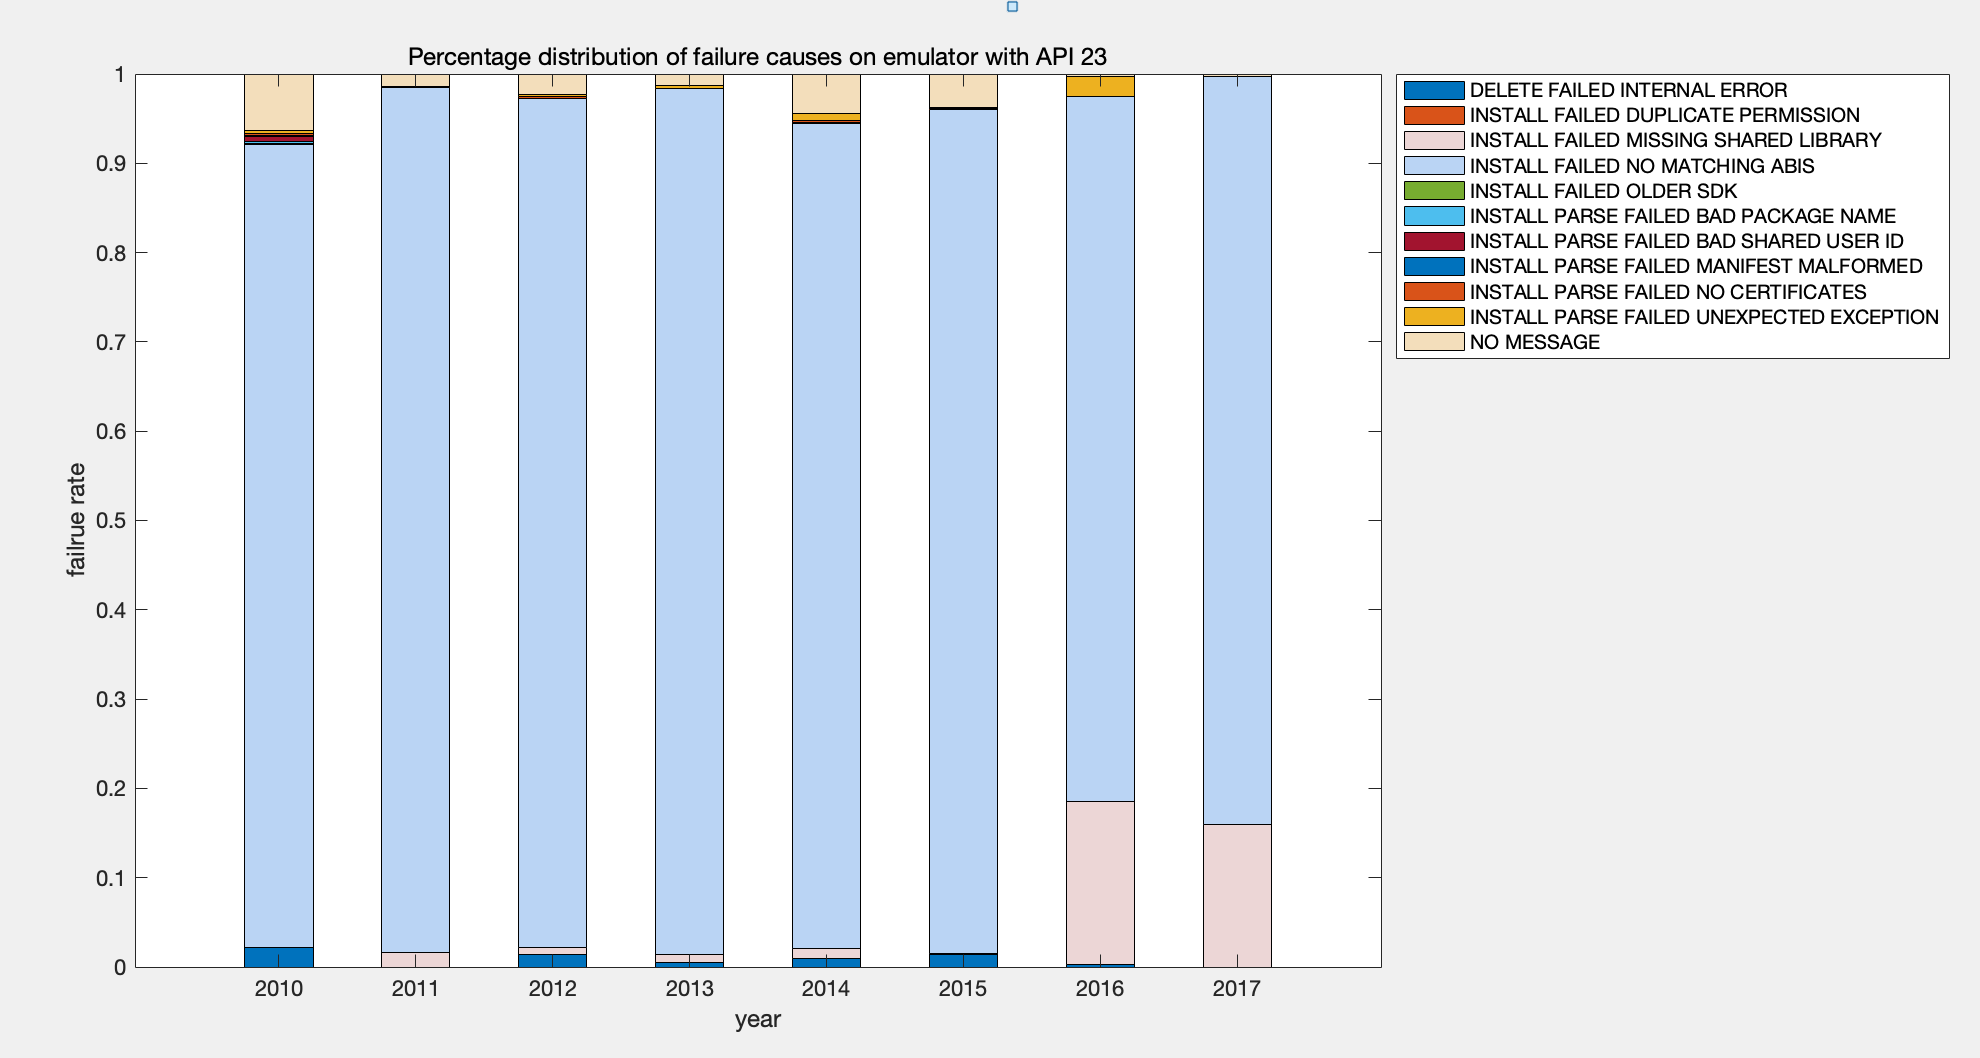 Percentage distribution of failure causes on emulator with API 23
1
0.9
0.8
0.7
0.6
0.5
0.4
0.3
0.2
0.1
0
failrue rate
2010 2011 2012 2013 2014 2015 2016 2017
year
DELETE FAILED INTERNAL ERROR
INSTALL FAILED DUPLICATE PERMISSION
INSTALL FAILED MISSING SHARED LIBRARY
INSTALL FAILED NO MATCHING ABIS
INSTALL FAILED OLDER SDK
INSTALL PARSE FAILED BAD PACKAGE NAME
INSTALL PARSE FAILED BAD SHARED USER ID
INSTALL PARSE FAILED MANIFEST MALFORMED
INSTALL PARSE FAILED NO CERTIFICATES
INSTALL PARSE FAILED UNEXPECTED EXCEPTION
NO MESSAGE